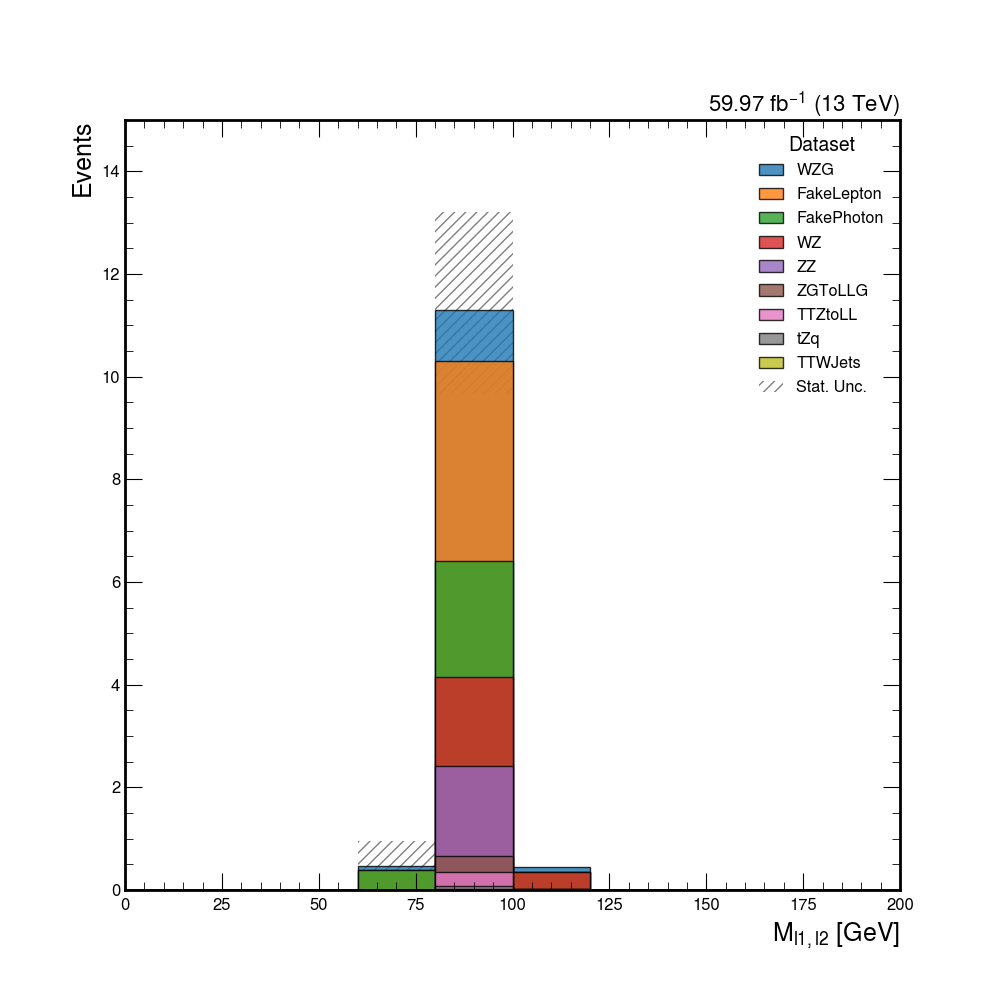 59.97 fb⁻¹ (13 TeV)
Events
Dataset
WZG
FakeLepton
FakePhoton
WZ
ZZ
ZGToLLG
TTZtoLL
tZq
TTWJets
Stat. Unc.
14
12
10
8
6
4
2
0
0 25 50 75 100 125 150 175 200
M_{l1, l2} [GeV]